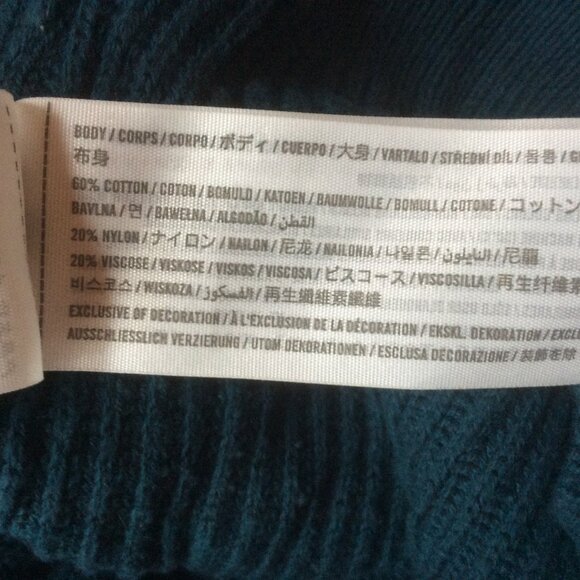 BODY / CORPS / CORPO / ボディ / CUERPO / 大身 / VARTALO / STŘEDNÍ DÍL / 몸통 /
布身
60% COTTON / COTON / BOMULD / KATOEN / BAUMWOLLE / BOMULL / COTONE / コットン
BAVLNA / 면 / BAWEŁNA / ALGODÃO / القطن /
20% NYLON / ナイロン / NAILON / 尼龙 / NAILONIA / 나일론 / النايلون / 尼龍
20% VISCOSE / VISKOSE / VISKOS / VISCOSA / ビスコース / VISCOSILLA / 再生纤维素
비스코스 / WISKOZA / الفسكوز / 再生纖維素纖維
EXCLUSIVE OF DECORATION / À L'EXCLUSION DE LA DÉCORATION / EKSKL. DEKORATION /
AUSSCHLIESSLICH VERZIERUNG / UTOM DEKORATIONEN / ESCLUSA DECORAZIONE / 装飾を除